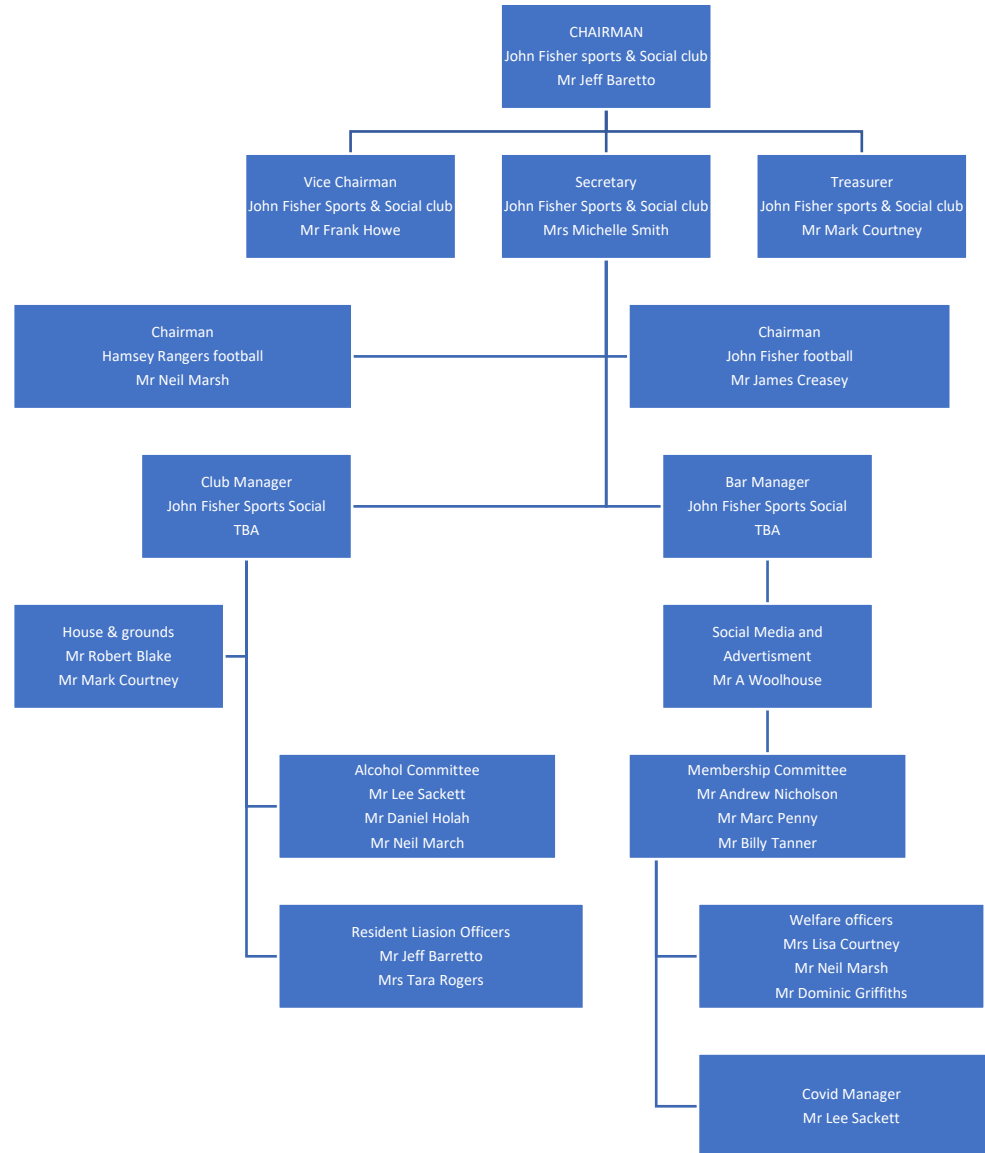 CHAIRMAN
John Fisher sports & Social club
Mr Jeff Baretto
Vice Chairman
John Fisher Sports & Social club
Mr Frank Howe
Secretary
John Fisher Sports & Social club
Mrs Michelle Smith
Treasurer
John Fisher sports & Social club
Mr Mark Courtney
Chairman
Hamsey Rangers football
Mr Neil Marsh
Chairman
John Fisher football
Mr James Creasey
Club Manager
John Fisher Sports Social
TBA
Bar Manager
John Fisher Sports Social
TBA
House & grounds
Mr Robert Blake
Mr Mark Courtney
Social Media and
Advertisment
Mr A Woolhouse
Alcohol Committee
Mr Lee Sackett
Mr Daniel Holah
Mr Neil March
Membership Committee
Mr Andrew Nicholson
Mr Marc Penny
Mr Billy Tanner
Resident Liasion Officers
Mr Jeff Barretto
Mrs Tara Rogers
Welfare officers
Mrs Lisa Courtney
Mr Neil Marsh
Mr Dominic Griffiths
Covid Manager
Mr Lee Sackett